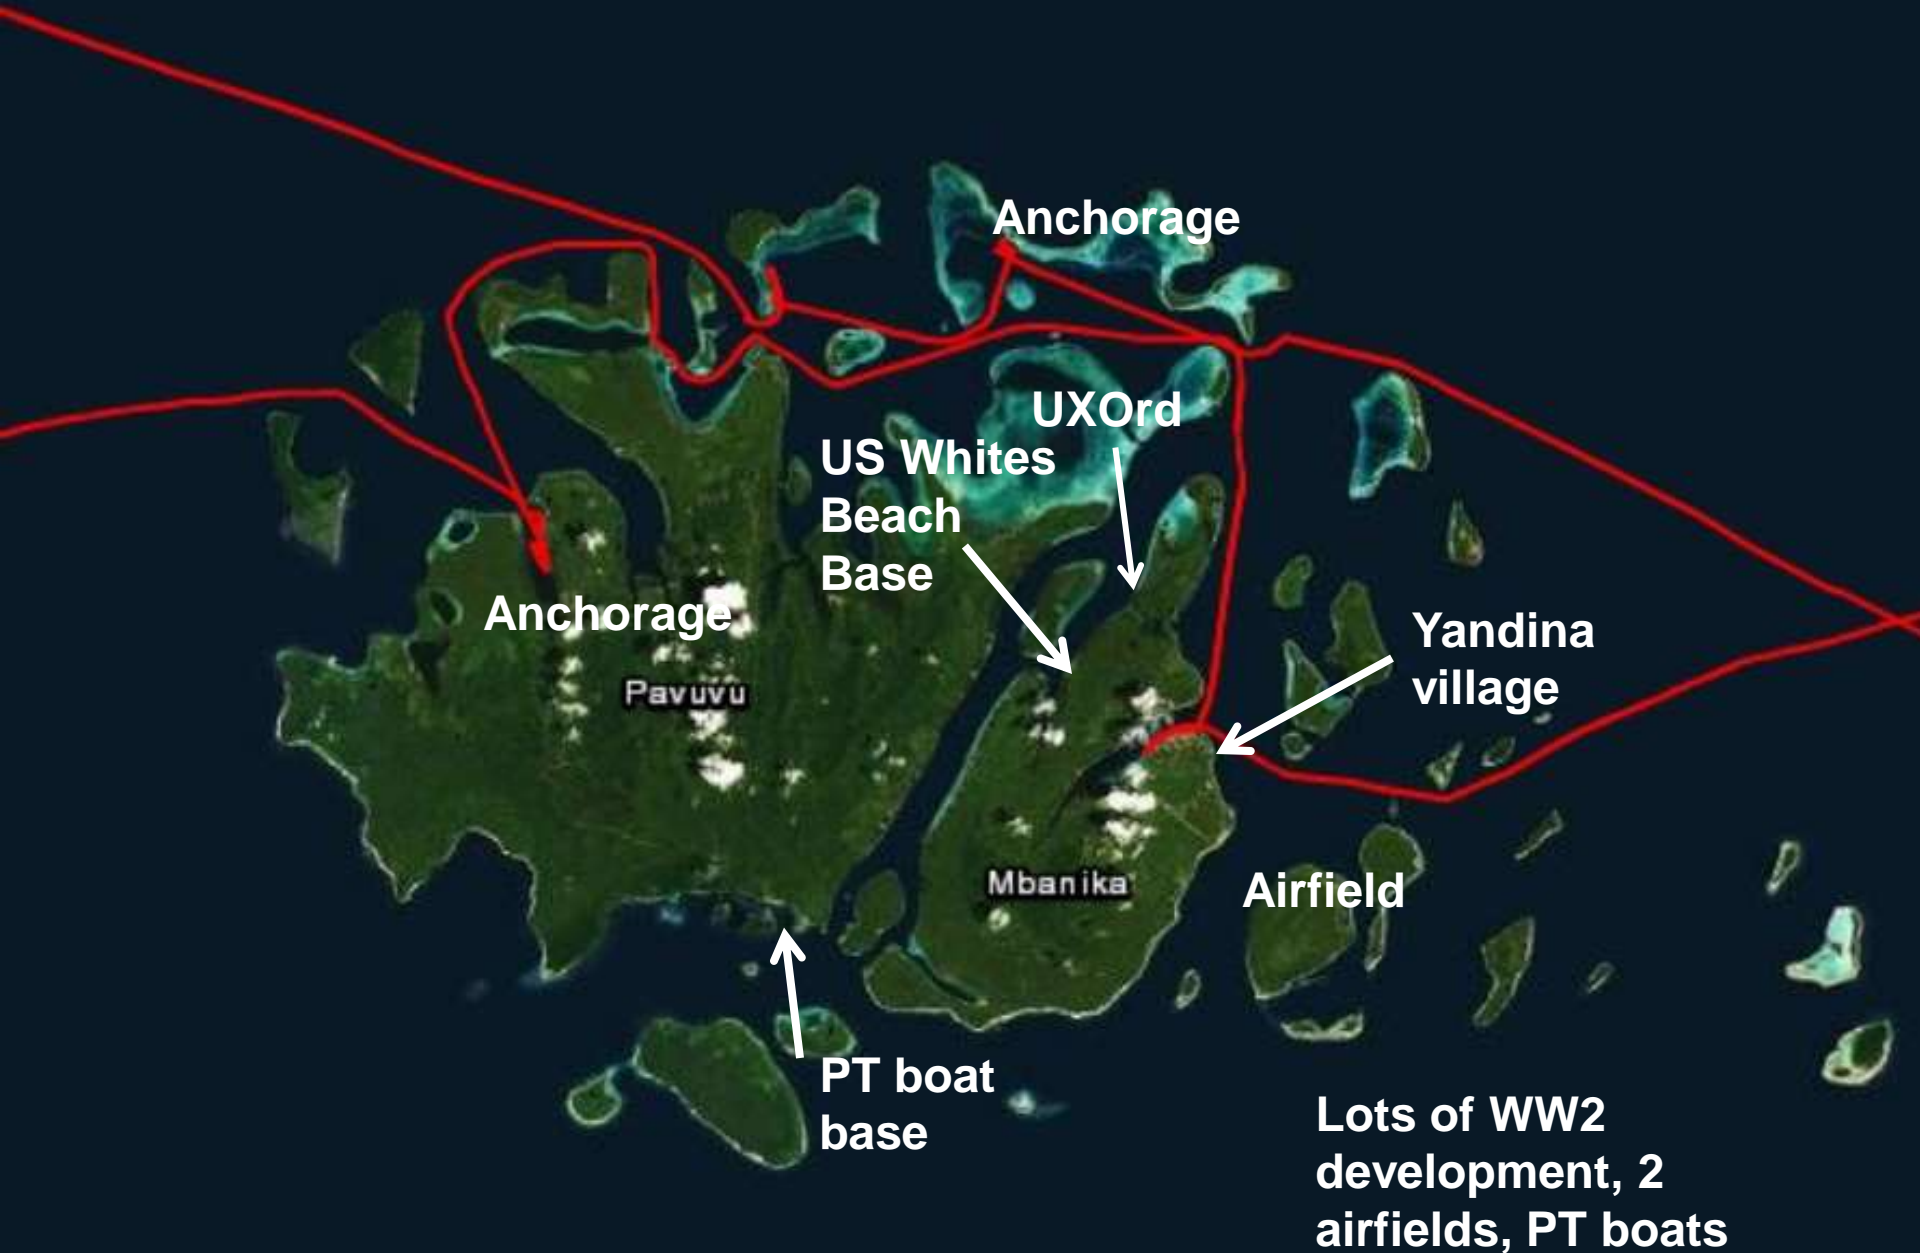 Anchorage
UXOrd
US Whites
Beach
Base
Anchorage
Yandina
village
Pavuvu
Mbanika
Airfield
PT boat
base
Lots of WW2
development, 2
airfields, PT boats